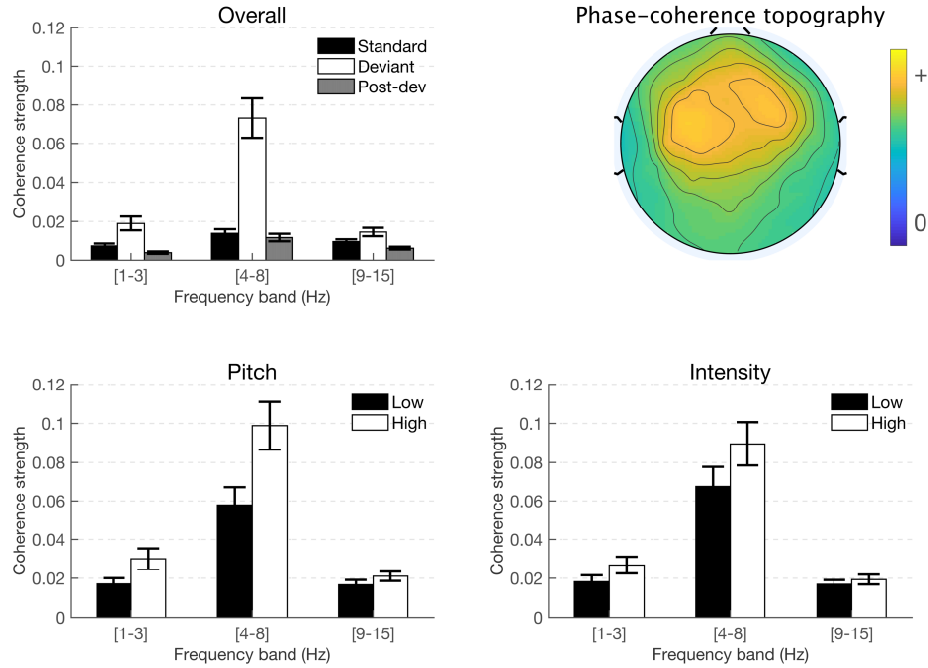 Overall
0.12
0.1
0.08
0.06
0.04
0.02
0
Coherence strength
Standard
Deviant
Post-dev
[1-3]
[4-8]
[9-15]
Frequency band (Hz)
Phase-coherence topography
+
0
Pitch
0.12
0.1
0.08
0.06
0.04
0.02
0
Coherence strength
Low
High
[1-3]
[4-8]
[9-15]
Frequency band (Hz)
Intensity
0.12
0.1
0.08
0.06
0.04
0.02
0
Coherence strength
Low
High
[1-3]
[4-8]
[9-15]
Frequency band (Hz)